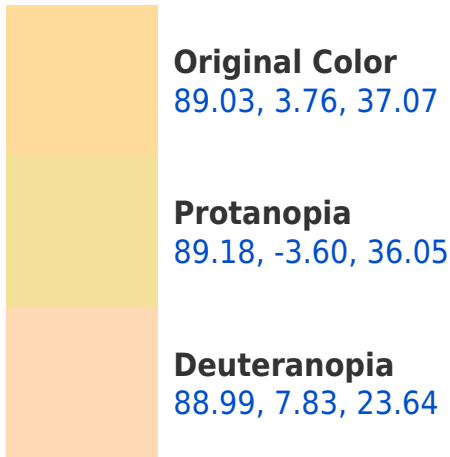 Original Color
89.03, 3.76, 37.07
Protanopia
89.18, -3.60, 36.05
Deuteranopia
88.99, 7.83, 23.64